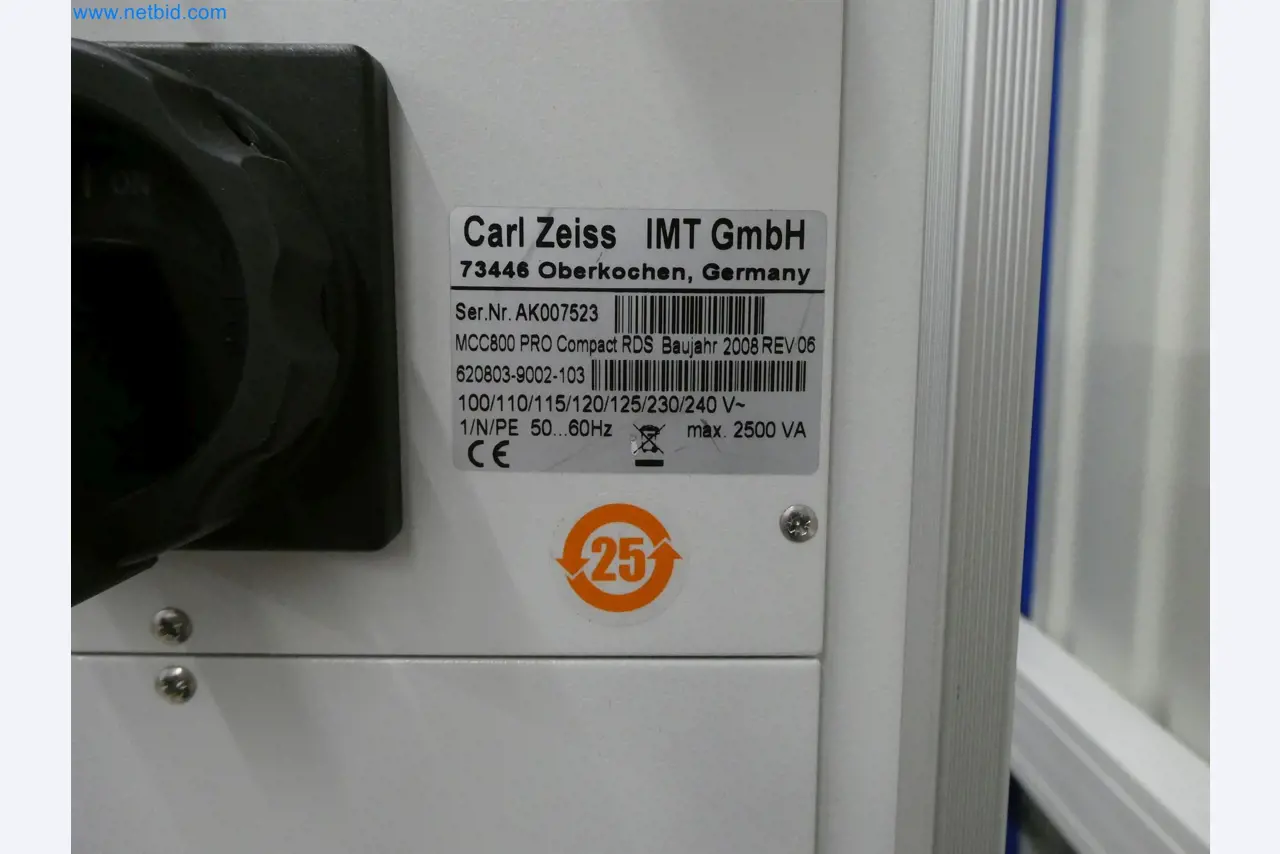 www.netbid.com
I ON
Carl Zeiss IMT GmbH
73446 Oberkochen, Germany
Ser.Nr. AK007523
MCC800 PRO Compact RDS Baujahr 2008 REV 06
620803-9002-103
100/110/115/120/125/230/240 V~
1/N/PE 50...60Hz max. 2500 VA
CE
25